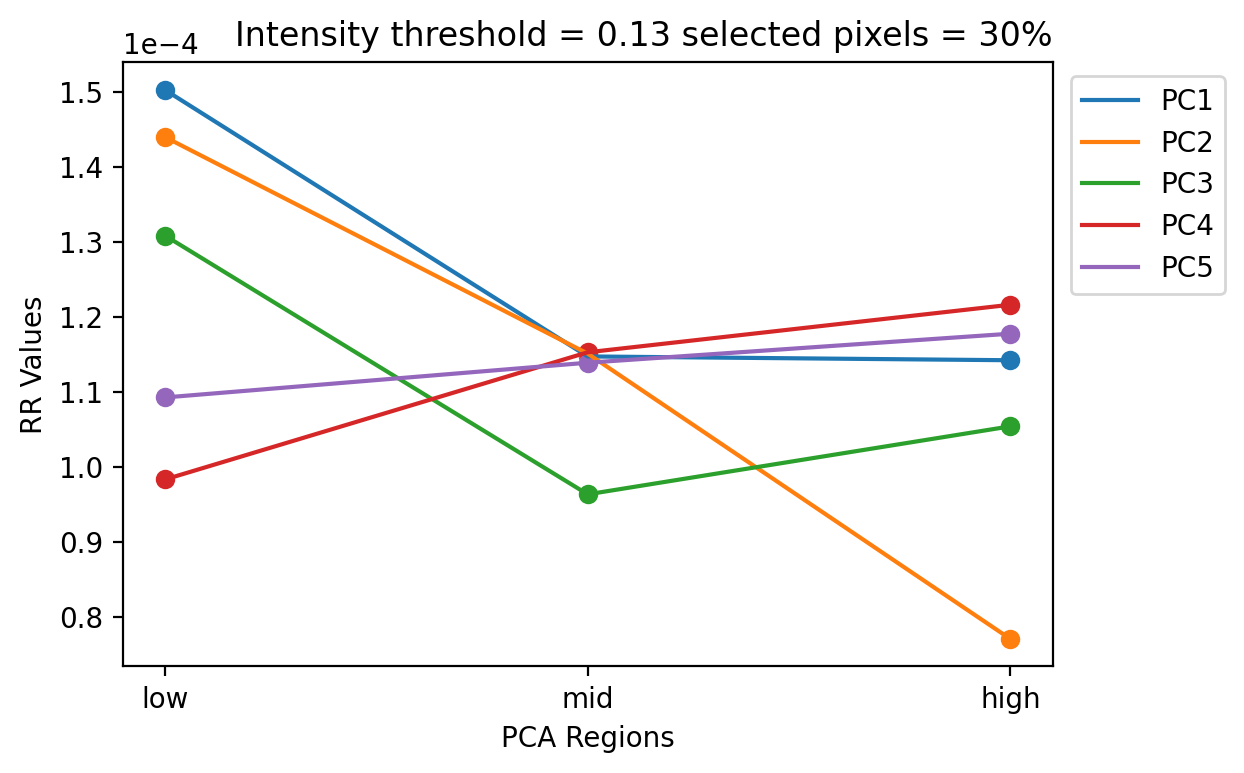 Intensity threshold = 0.13 selected pixels = 30%
1e−4
1.5
1.4
1.3
1.2
1.1
1.0
0.9
0.8
RR Values
low
mid
high
PCA Regions
PC1
PC2
PC3
PC4
PC5